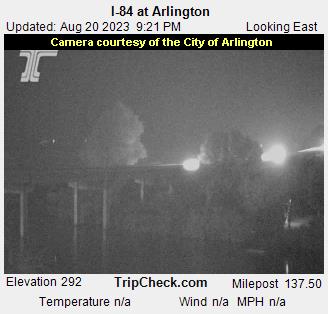 I-84 at Arlington
Updated: Aug 20 2023 9:21 PM Looking East
Camera courtesy of the City of Arlington
Elevation 292 TripCheck.com Milepost 137.50
Temperature n/a Wind n/a MPH n/a